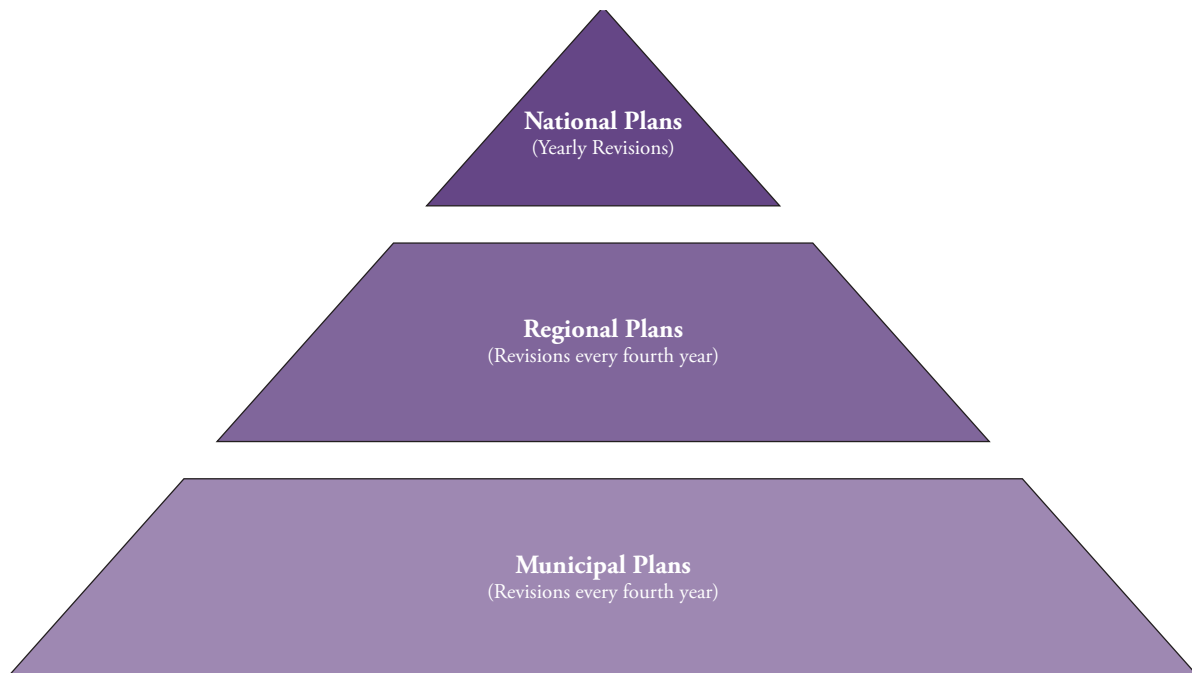 National Plans
(Yearly Revisions)
Regional Plans
(Revisions every fourth year)
Municipal Plans
(Revisions every fourth year)